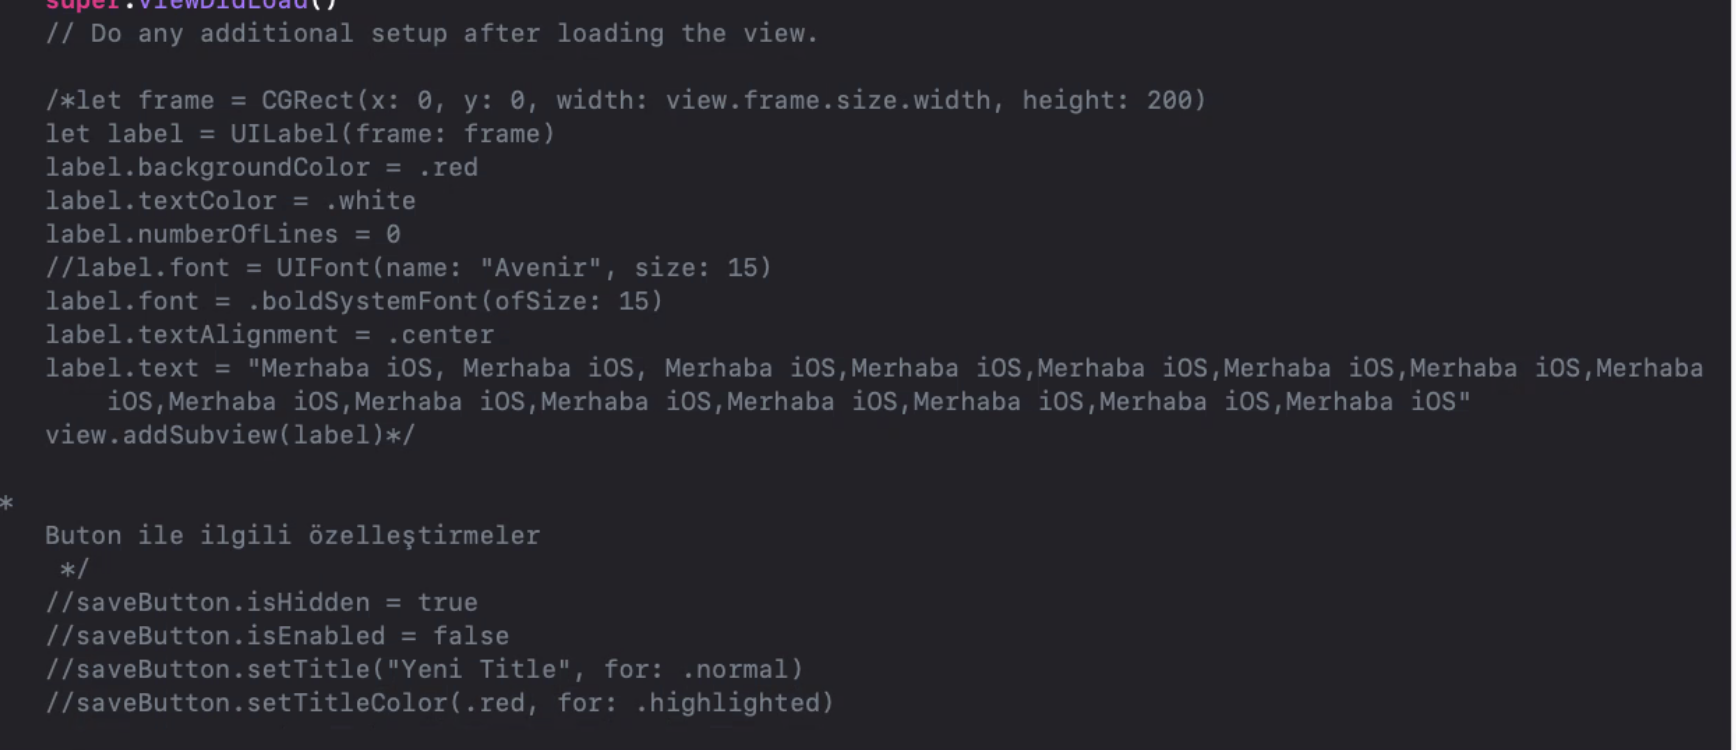 super.viewDidLoad()
// Do any additional setup after loading the view.
/*let frame = CGRect(x: 0, y: 0, width: view.frame.size.width, height: 200)
let label = UILabel(frame: frame)
label.backgroundColor = .red
label.textColor = .white
label.numberOfLines = 0
//label.font = UIFont(name: "Avenir", size: 15)
label.font = .boldSystemFont(ofSize: 15)
label.textAlignment = .center
label.text = "Merhaba iOS, Merhaba iOS, Merhaba iOS,Merhaba iOS,Merhaba iOS,Merhaba iOS,Merhaba iOS,Merhaba
iOS,Merhaba iOS,Merhaba iOS,Merhaba iOS,Merhaba iOS,Merhaba iOS,Merhaba iOS,Merhaba iOS"
view.addSubview(label)*/
*
Buton ile ilgili özelleştirmeler
*/
//saveButton.isHidden = true
//saveButton.isEnabled = false
//saveButton.setTitle("Yeni Title", for: .normal)
//saveButton.setTitleColor(.red, for: .highlighted)